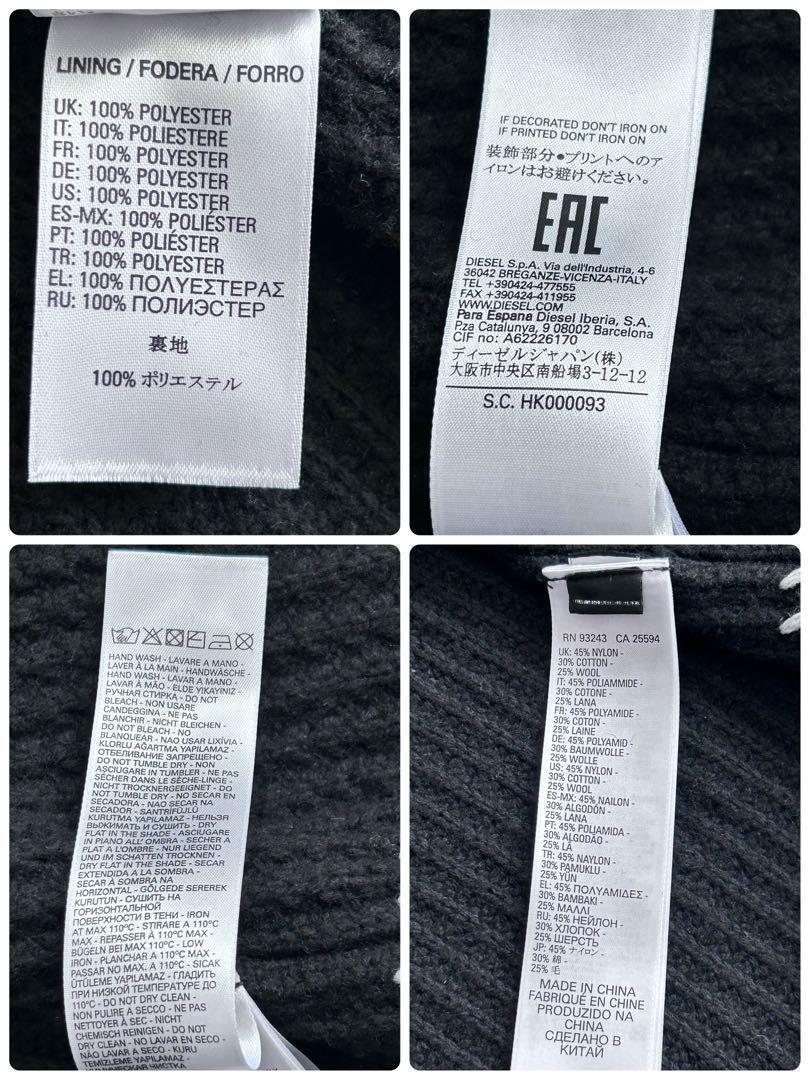 LINING / FODERA / FORRO
UK: 100% POLYESTER
IT: 100% POLIESTERE
FR: 100% POLYESTER
DE: 100% POLYESTER
US: 100% POLYESTER
ES-MX: 100% POLIÉSTER
PT: 100% POLIÉSTER
TR: 100% POLYESTER
EL: 100% ΠΟΛΥΕΣΤΕΡΑΣ
RU: 100% ПОЛИЭСТЕР
裏地
100% ポリエステル
IF DECORATED DON'T IRON ON
IF PRINTED DON'T IRON ON
装飾部分●プリントへのア
イロンはお避けください。
EAC
DIESEL S.p.A. Via dell'Industria, 4-6
36042 BREGANZE-VICENZA-ITALY
TEL +390424-477555
FAX +390424-411955
WWW.DIESEL.COM
Para Espana Diesel Iberia, S.A.
Pza Catalunya, 9 08002 Barcelona
CIF no: A62226170
ディーゼルジャパン(株)
大阪市中央区南船場3-12-12
S.C. HK000093
HAND WASH - LAVARE A MANO -
LAVER À LA MAIN - HANDWÄSCHE -
HAND WASH - LAVAR A MANO -
LAVAR À MÃO - ELDE YIKAYINIZ -
РУЧНАЯ СТИРКА - DO NOT
BLEACH - NON USARE
CANDEGGINA - NE PAS
BLANCHIR - NICHT BLEICHEN -
DO NOT BLEACH - NO
BLANQUEAR - NAO USAR LIXÍVIA -
KLORLU AĞARTMA YAPILAMAZ -
ОТБЕЛИВАНИЕ ЗАПРЕЩЕНО -
DO NOT TUMBLE DRY - NON
ASCIUGARE IN TUMBLER - NE PAS
SÉCHER DANS LE SÈCHE-LINGE -
NICHT TROCKNERGEEIGNET - DO
NOT TUMBLE DRY - NO SECAR EN
SECADORA - NAO SECAR NA
SECADOR - SANTRİFÜJLÜ
KURUTMA YAPILAMAZ - НЕЛЬЗЯ
ВЫЖИМАТЬ И СУШИТЬ - DRY
FLAT IN THE SHADE - ASCIUGARE
IN PIANO ALL' OMBRE - SÉCHER A
PLAT A L'OMBRE - NUR LIEGEND
UND IM SCHATTEN TROCKNEN -
DRY FLAT IN THE SHADE - SECAR
EXTENDIDA A LA SOMBRA -
SECAR À SOMBRA NA
HORIZONTAL - GÖLGEDE SEREREK
KURUTUN - СУШИТЬ НА
ГОРИЗОНТАЛЬНОЙ
ПОВЕРХНОСТИ В ТЕНИ - IRON
AT MAX 110°C - STIRARE A 110°C
MAX - REPASSER À 110°C MAX -
BÜGELN BEI MAX 110°C - LOW
IRON - PLANCHAR A 110°C MAX -
PASSAR NO MAX. A 110°C - SICAK
ÜTÜLEME YAPILAMAZ - ГЛАДИТЬ
ПРИ НИЗКОЙ ТЕМПЕРАТУРЕ ДО
110°C - DO NOT DRY CLEAN -
NON PULIRE A SECCO - NE PAS
NETTOYER À SEC - NICHT
CHEMISCH REINIGEN - DO NOT
DRY CLEAN - NO LAVAR EN SECO -
NÃO LAVAR A SECO - KURU
TEMİZLEME YAPILAMAZ -
RN 93243 CA 25594
UK: 45% NYLON -
30% COTTON -
25% WOOL
IT: 45% POLIAMMIDE -
30% COTONE -
25% LANA
FR: 45% POLYAMIDE -
30% COTON -
25% LAINE
DE: 45% POLYAMID -
30% BAUMWOLLE -
25% WOLLE
US: 45% NYLON -
30% COTTON -
25% WOOL
ES-MX: 45% NAILON -
30% ALGODÓN -
25% LANA
PT: 45% POLIAMIDA -
30% ALGODÃO -
25% LÃ
TR: 45% NAYLON -
30% PAMUKLU -
25% YÜN
EL: 45% ΠΟΛΥΑΜΙΔΕΣ -
30% ΒΑΜΒΑΚΙ -
25% ΜΑΛΛΙ
RU: 45% НЕЙЛОН -
30% ХЛОПОК -
25% ШЕРСТЬ
JP: 45% ナイロン -
30% 綿 -
25% 毛
MADE IN CHINA
FABRIQUÉ EN CHINE
PRODUZIDO NA
CHINA
СДЕЛАНО В
КИТАЙ